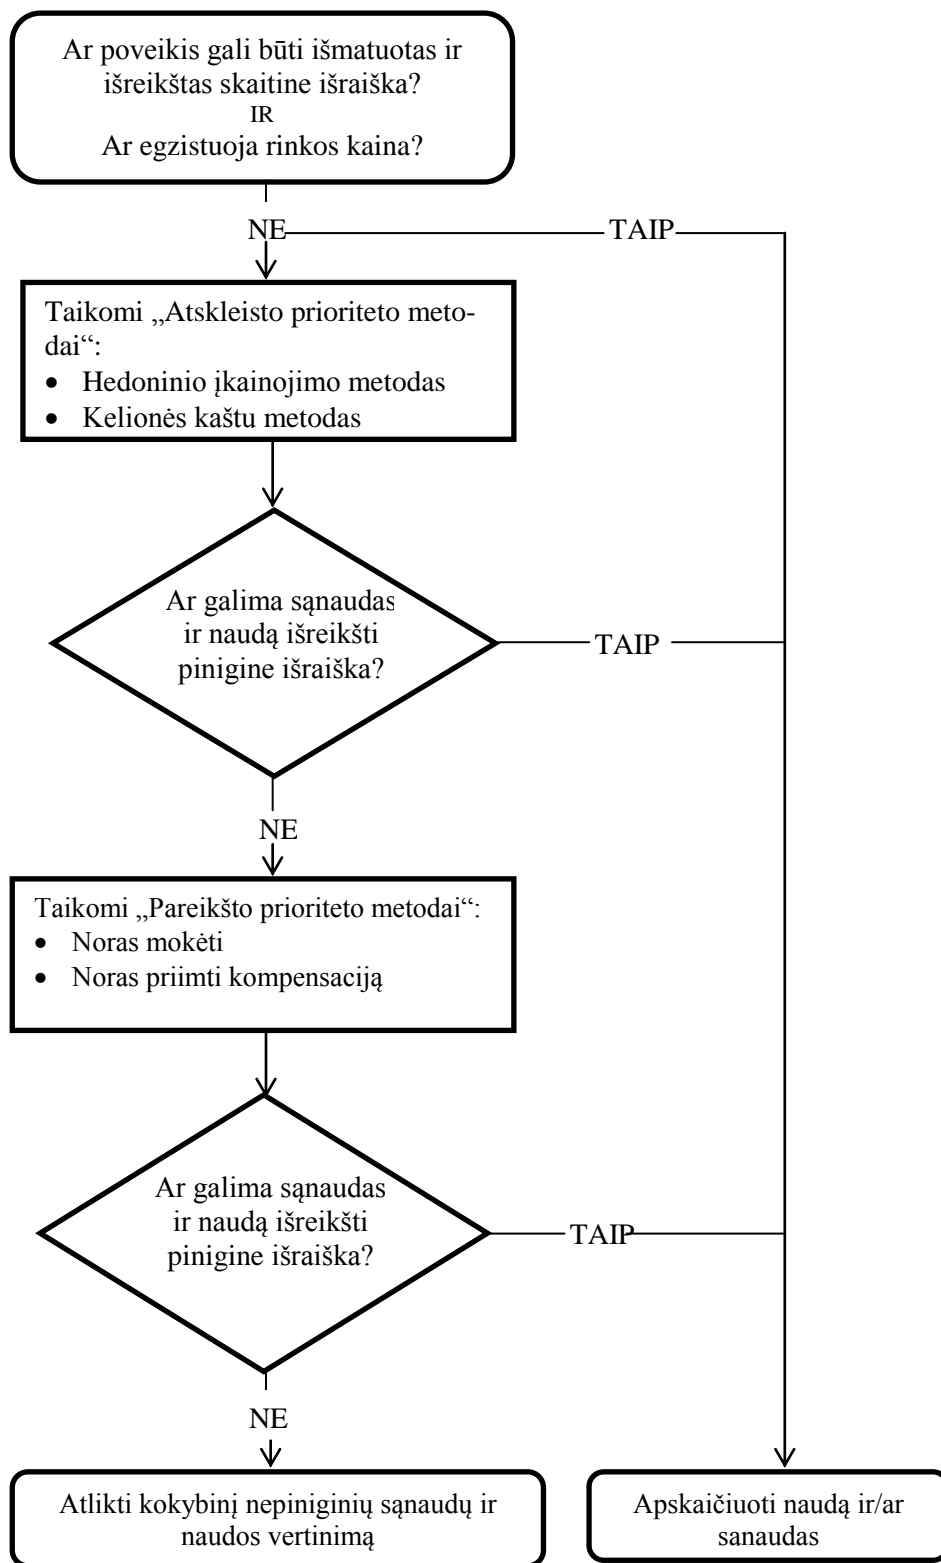 Ar poveikis gali būti išmatuotas ir
išreikštas skaitine išraiška?
IR
Ar egzistuoja rinkos kaina?
NE
TAIP
Taikomi „Atskleisto prioriteto meto-
dai“:
• Hedoninio įkainojimo metodas
• Kelionės kaštu metodas
Ar galima sąnaudas
ir naudą išreikšti
pinigine išraiška?
TAIP
NE
Taikomi „Pareikšto prioriteto metodai“:
• Noras mokėti
• Noras priimti kompensaciją
Ar galima sąnaudas
ir naudą išreikšti
pinigine išraiška?
TAIP
NE
Atlikti kokybinį nepiniginių sąnaudų ir
naudos vertinimą
Apskaičiuoti naudą ir/ar
sanaudas